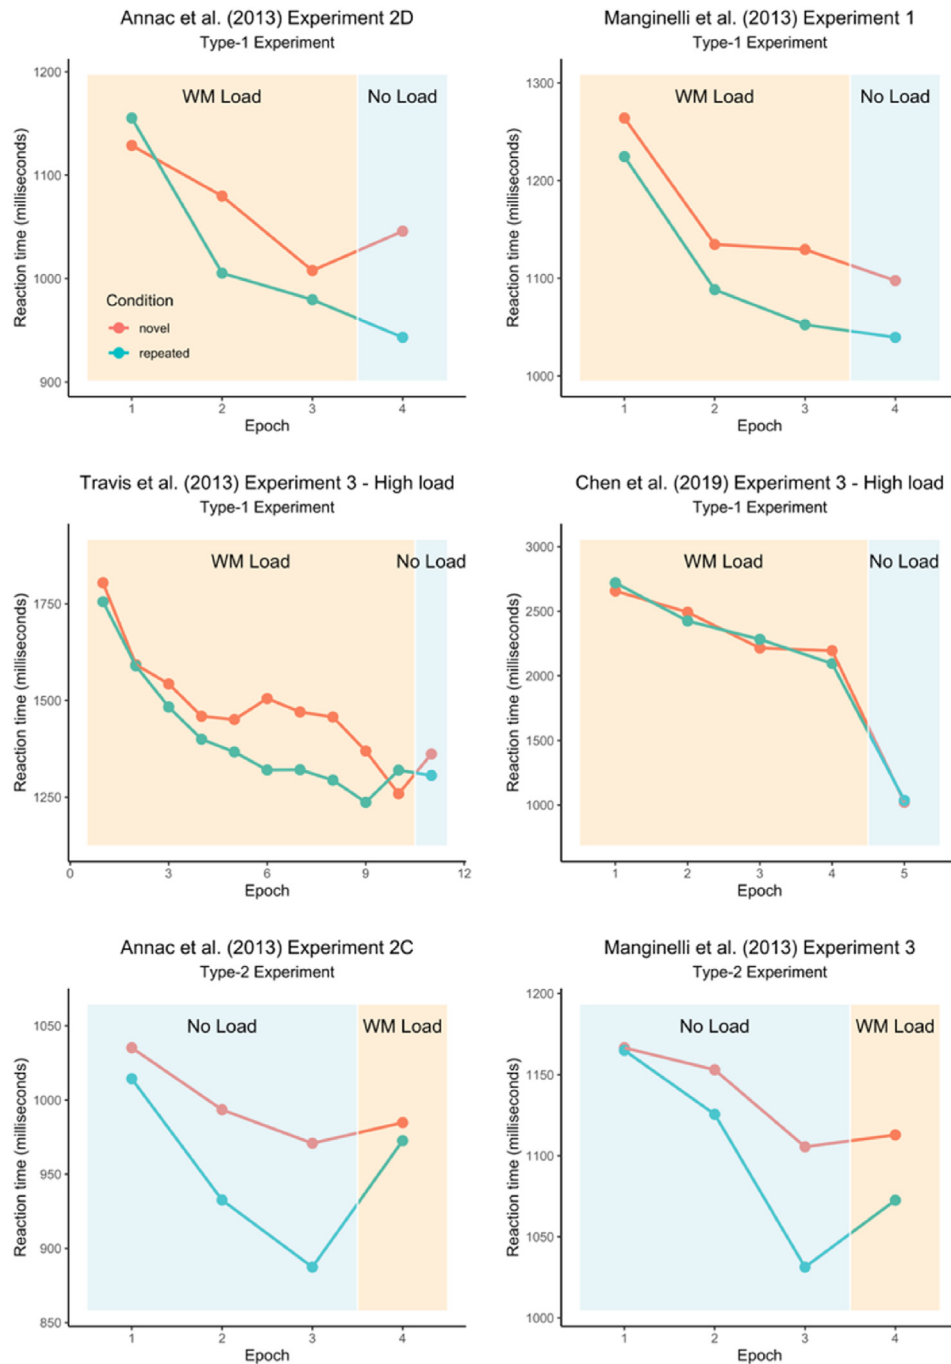 Annac et al. (2013) Experiment 2D
Type-1 Experiment
Reaction time (milliseconds)
1200
1100
1000
900
WM Load
No Load
Condition
novel
repeated
1 2 3 4
Epoch
Manginelli et al. (2013) Experiment 1
Type-1 Experiment
Reaction time (milliseconds)
1300
1200
1100
1000
WM Load
No Load
1 2 3 4
Epoch
Travis et al. (2013) Experiment 3 - High load
Type-1 Experiment
Reaction time (milliseconds)
1750
1500
1250
WM Load
No Load
0 3 6 9 12
Epoch
Chen et al. (2019) Experiment 3 - High load
Type-1 Experiment
Reaction time (milliseconds)
3000
2500
2000
1500
1000
WM Load
No Load
1 2 3 4 5
Epoch
Annac et al. (2013) Experiment 2C
Type-2 Experiment
Reaction time (milliseconds)
1050
1000
950
900
850
No Load
WM Load
1 2 3 4
Epoch
Manginelli et al. (2013) Experiment 3
Type-2 Experiment
Reaction time (milliseconds)
1200
1150
1100
1050
1000
No Load
WM Load
1 2 3 4
Epoch